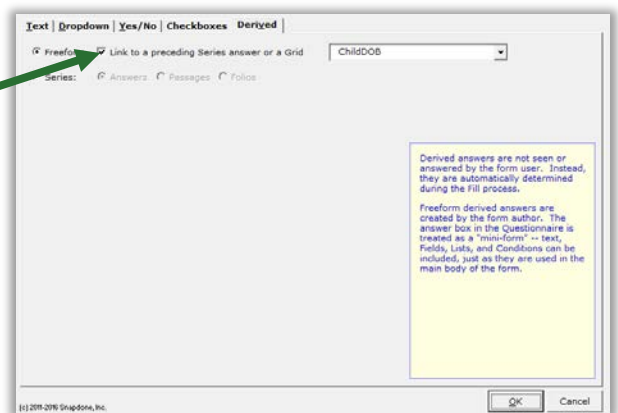 Text | Dropdown | Yes/No | Checkboxes Derived |
Freeform Link to a preceding Series answer or a Grid ChildDOB
Series: Answers Passages Folios
Derived answers are not seen or
answered by the form user. Instead,
they are automatically determined
during the Fill process.
Freeform derived answers are
created by the form author. The
answer box in the Questionnaire is
treated as a "mini-form" -- text,
Fields, Lists, and Conditions can be
included, just as they are used in the
main body of the form.
(c) 2011-2016 Snapdone, Inc. OK Cancel